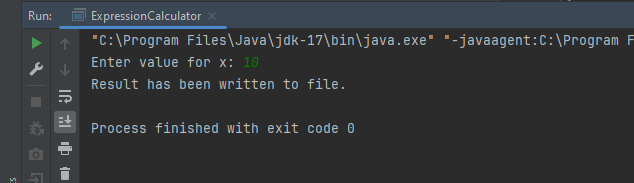 Run: ExpressionCalculator ×
"C:\Program Files\Java\jdk-17\bin\java.exe" "-javaagent:C:\Program F
Enter value for x: 10
Result has been written to file.
Process finished with exit code 0